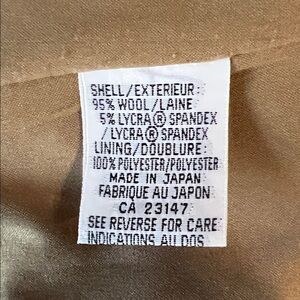 SHELL/EXTERIEUR:
95% WOOL/LAINE
5% LYCRA® SPANDEX
/ LYCRA® SPANDEX
LINING/DOUBLURE:
100% POLYESTER/POLYESTER
MADE IN JAPAN
FABRIQUE AU JAPON
CA 23147
SEE REVERSE FOR CARE
INDICATIONS AU DOS